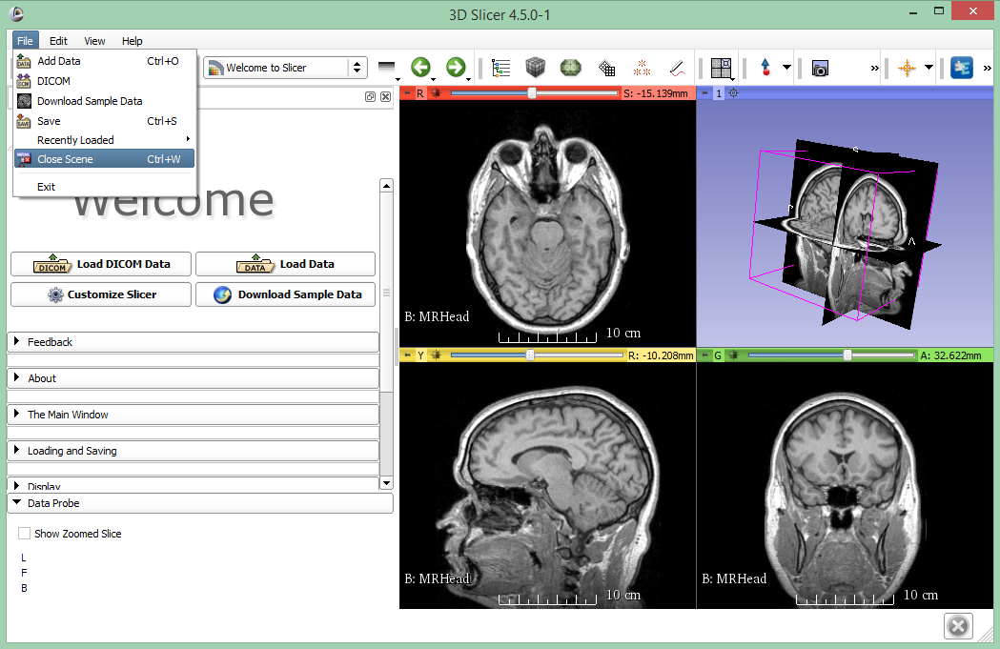 3D Slicer 4.5.0-1
File Edit View Help
Add Data Ctrl+O
DICOM
Download Sample Data
Save Ctrl+S
Recently Loaded
Close Scene Ctrl+W
Exit
Welcome to Slicer
»
»
Welcome
DICOM Load DICOM Data
DATA Load Data
Customize Slicer
Download Sample Data
Feedback
About
The Main Window
Loading and Saving
Display
Data Probe
Show Zoomed Slice
L
F
B
R S: -15.139mm
B: MRHead
10 cm
1
S
P
A
Y R: -10.208mm
B: MRHead
10 cm
G A: 32.622mm
B: MRHead
10 cm